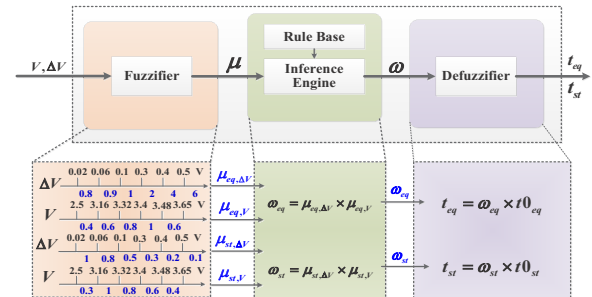 V, ΔV
Fuzzifier
μ
Rule Base
Inference
Engine
ω
Defuzzifier
t_eq
t_st
ΔV
0.02 0.06 0.1 0.3 0.4 0.5 V
0.8 0.9 1 2 4 6
V
2.5 3.16 3.32 3.4 3.48 3.65 V
0.4 0.6 0.8 1 0.6
ΔV
0.02 0.06 0.1 0.3 0.4 0.5 V
1 0.8 0.5 0.3 0.2 0.1
V
2.5 3.16 3.32 3.4 3.48 3.65 V
0.3 1 0.8 0.6 0.4
μ_eq,ΔV
μ_eq,V
μ_st,ΔV
μ_st,V
ω_eq = μ_eq,ΔV × μ_eq,V
ω_st = μ_st,ΔV × μ_st,V
ω_eq
ω_st
t_eq = ω_eq × t0_eq
t_st = ω_st × t0_st